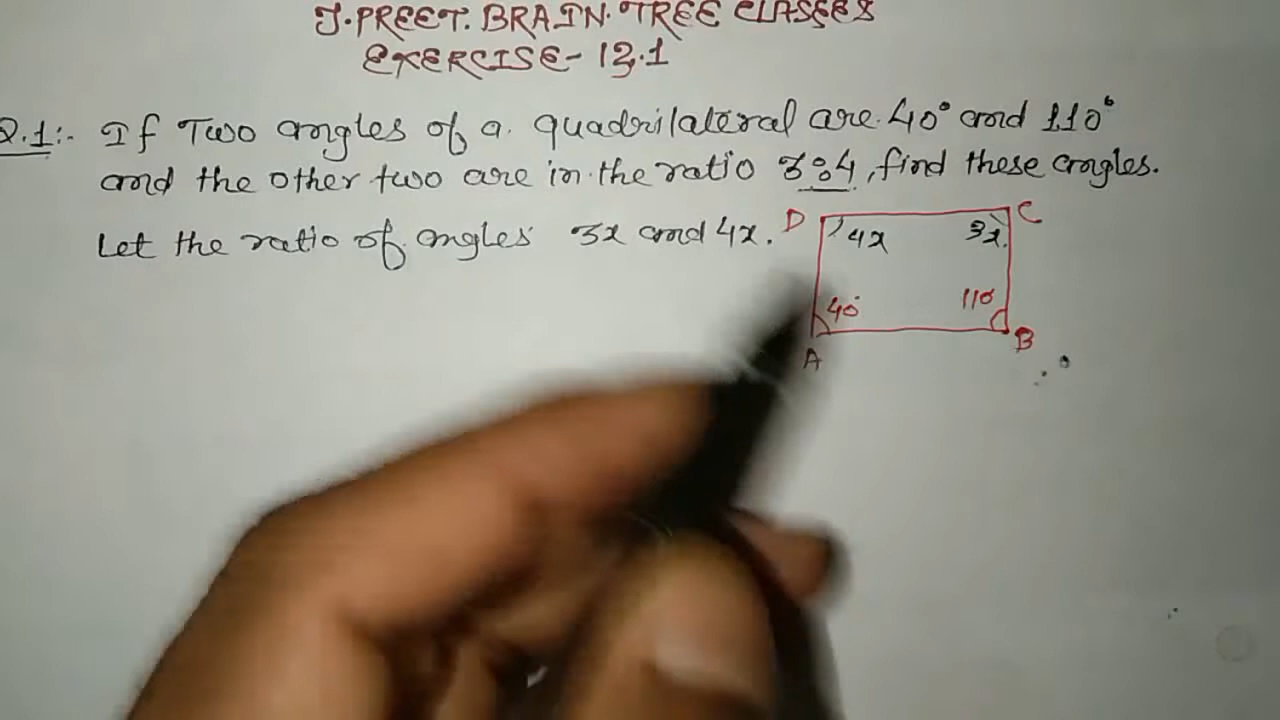 J.PREET. BRAIN. TREE CLASSES
EXERCISE- 12.1
Q.1:- If Two angles of a quadrilateral are 40° and 110°
and the other two are in the ratio 3:4, find these angles.
Let the ratio of angles 3x and 4x.
D C
4x 3x
40° 110°
A B